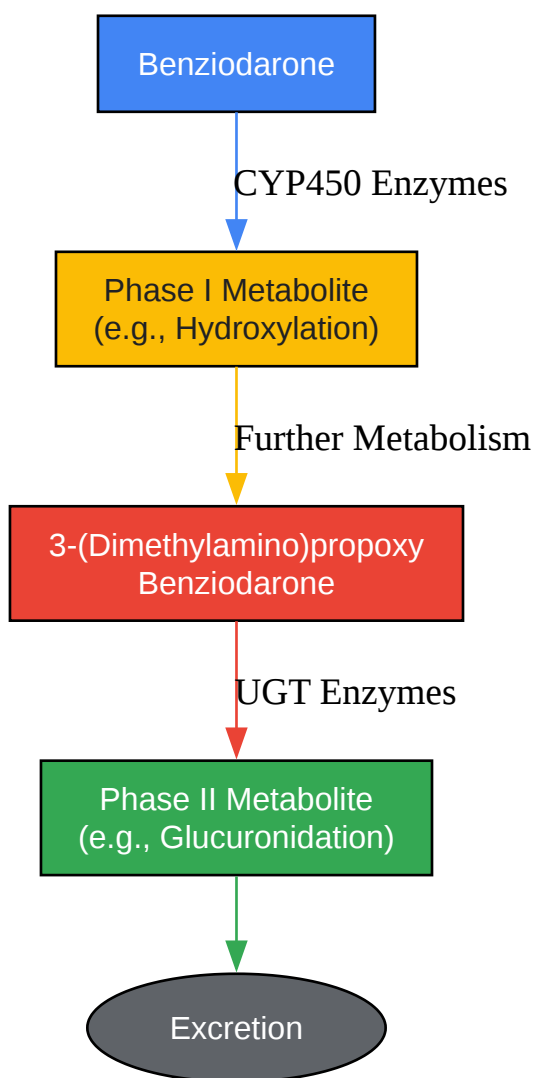 Benziodarone
CYP450 Enzymes
Phase I Metabolite
(e.g., Hydroxylation)
Further Metabolism
3-(Dimethylamino)propoxy
Benziodarone
UGT Enzymes
Phase II Metabolite
(e.g., Glucuronidation)
Excretion